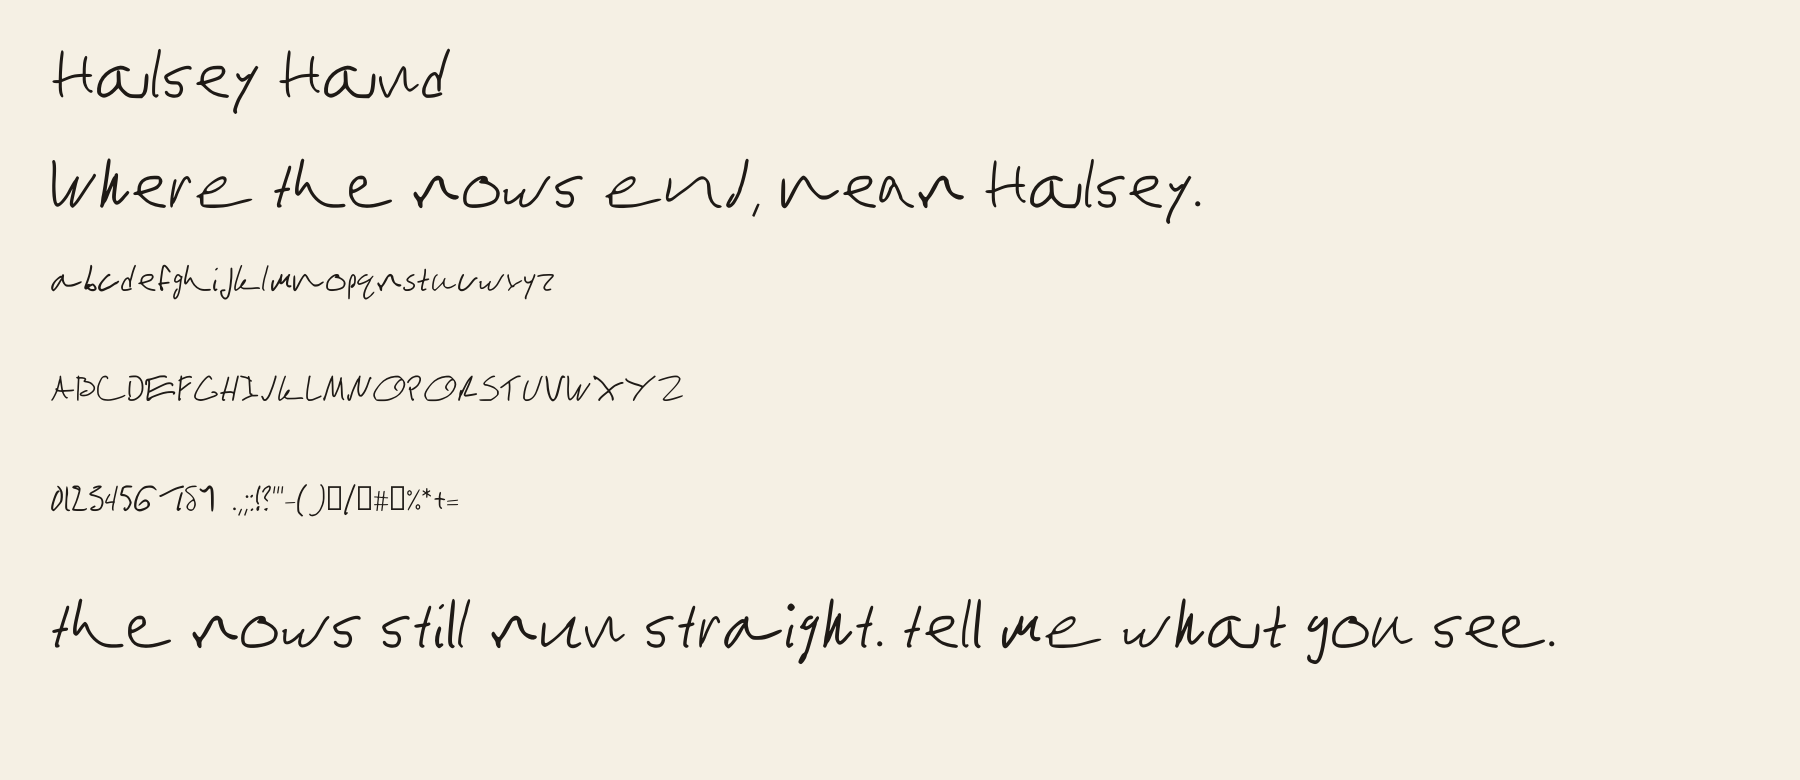 Halsey Hand
Where the rows end, near Halsey.
abcdefghijklmnopqrstuvwxyz
ABCDEFGHIJKLMNOPQRSTUVWXYZ
0123456789 .,;:!?'"-()□/□#□%*+=
the rows still run straight. tell me what you see.